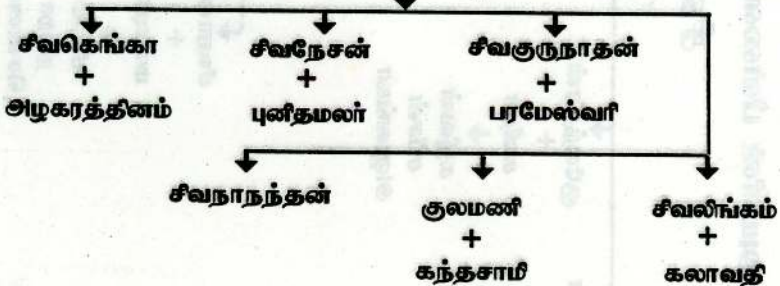 சிவகெங்கா சிவநேசன் சிவகுருநாதன்
+ + +
அழகரத்தினம் புனிதமலர் பரமேஸ்வரி
சிவநாநந்தன் குலமணி சிவலிங்கம்
+ +
கந்தசாமி கலாவதி